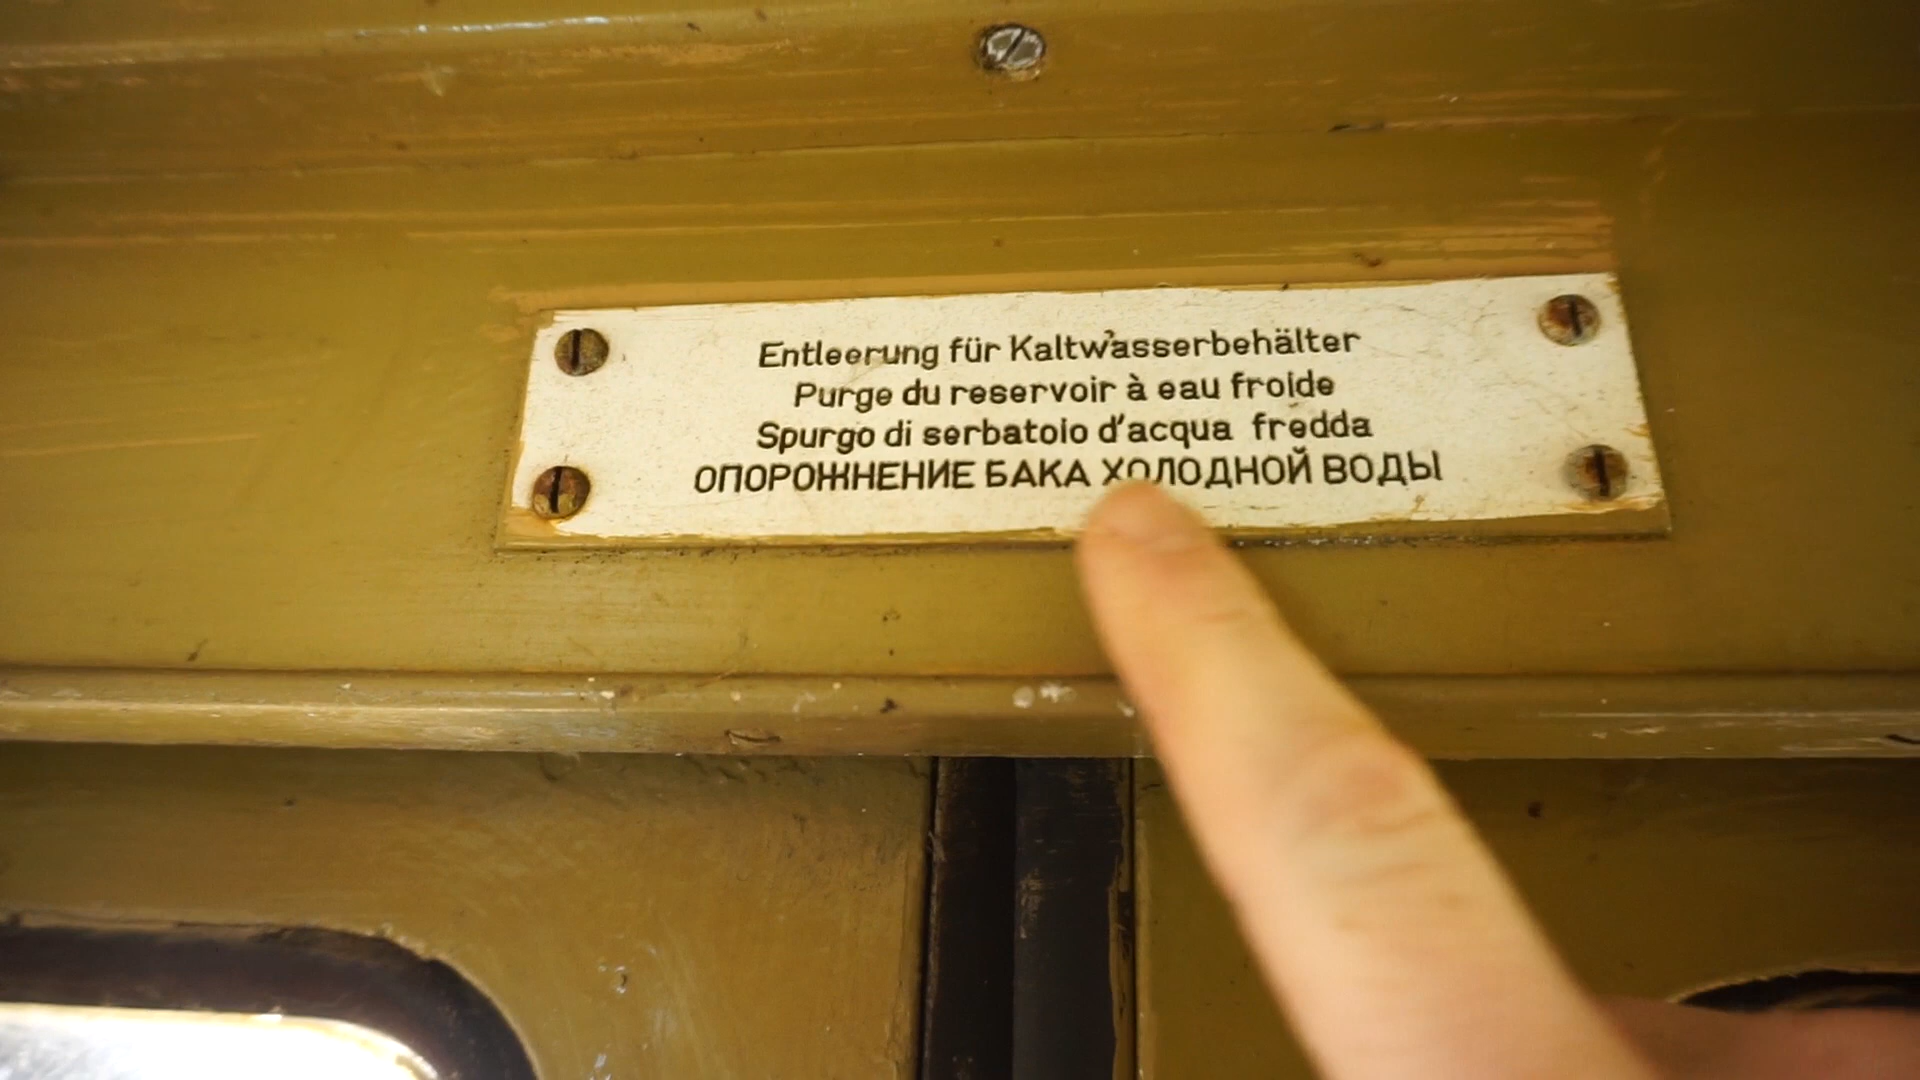 Entleerung für Kaltwasserbehälter
Purge du reservoir à eau froide
Spurgo di serbatoio d'acqua fredda
ОПОРОЖНЕНИЕ БАКА ХОЛОДНОЙ ВОДЫ